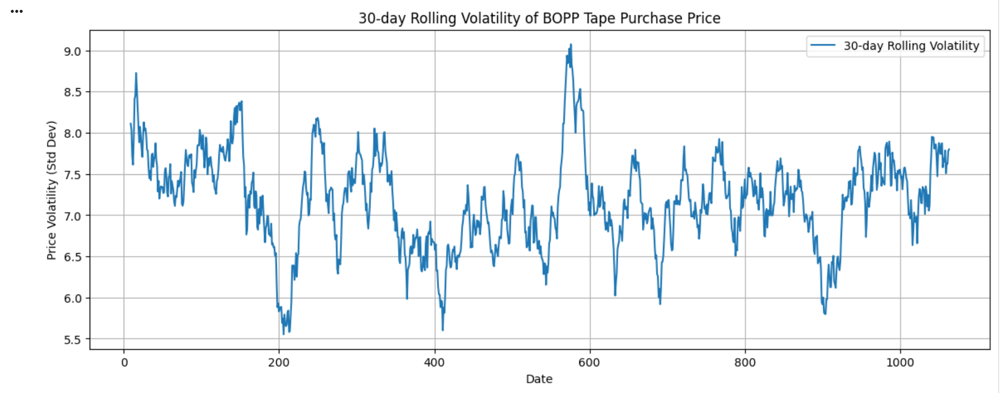 •••
30-day Rolling Volatility of BOPP Tape Purchase Price
30-day Rolling Volatility
Price Volatility (Std Dev)
9.0
8.5
8.0
7.5
7.0
6.5
6.0
5.5
0 200 400 600 800 1000
Date